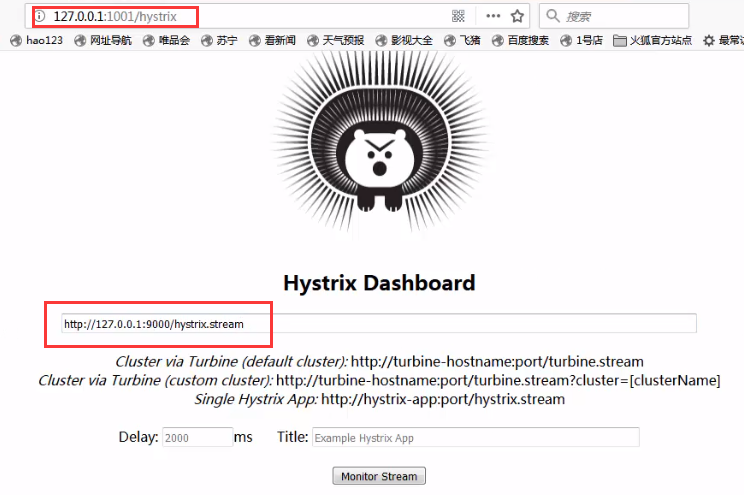 127.0.0.1:1001/hystrix 搜索
hao123 网址导航 唯品会 苏宁 看新闻 天气预报 影视大全 飞猪 百度搜索 1号店 火狐官方站点 最常
Hystrix Dashboard
http://127.0.0.1:9000/hystrix.stream
Cluster via Turbine (default cluster): http://turbine-hostname:port/turbine.stream
Cluster via Turbine (custom cluster): http://turbine-hostname:port/turbine.stream?cluster=[clusterName]
Single Hystrix App: http://hystrix-app:port/hystrix.stream
Delay: 2000 ms Title: Example Hystrix App
Monitor Stream